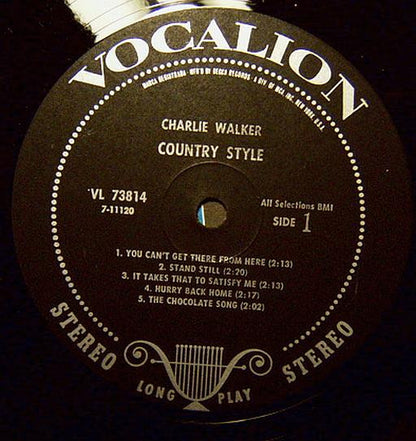 VOCALION
MARCA REGISTRADA · MFR'D BY DECCA RECORDS · A DIV. OF MCA, INC. NEW YORK, U.S.A.
CHARLIE WALKER
COUNTRY STYLE
VL 73814
7-11120
All Selections BMI
SIDE 1
1. YOU CAN'T GET THERE FROM HERE (2:13)
2. STAND STILL (2:20)
3. IT TAKES THAT TO SATISFY ME (2:13)
4. HURRY BACK HOME (2:17)
5. THE CHOCOLATE SONG (2:02)
STEREO
LONG PLAY
STEREO